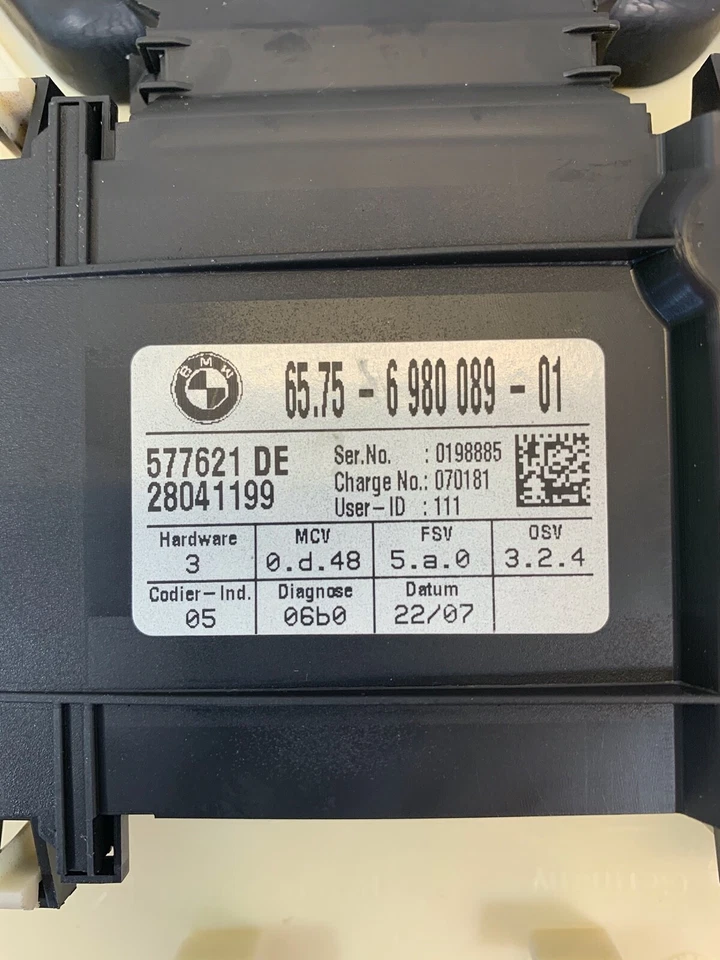 BMW
65.75 - 6 980 089 - 01
577621 DE
28041199
Ser.No. : 0198885
Charge No.: 070181
User-ID : 111
Hardware MCV FSV OSV
3 0.d.48 5.a.0 3.2.4
Codier-Ind. Diagnose Datum
05 06b0 22/07
Germany